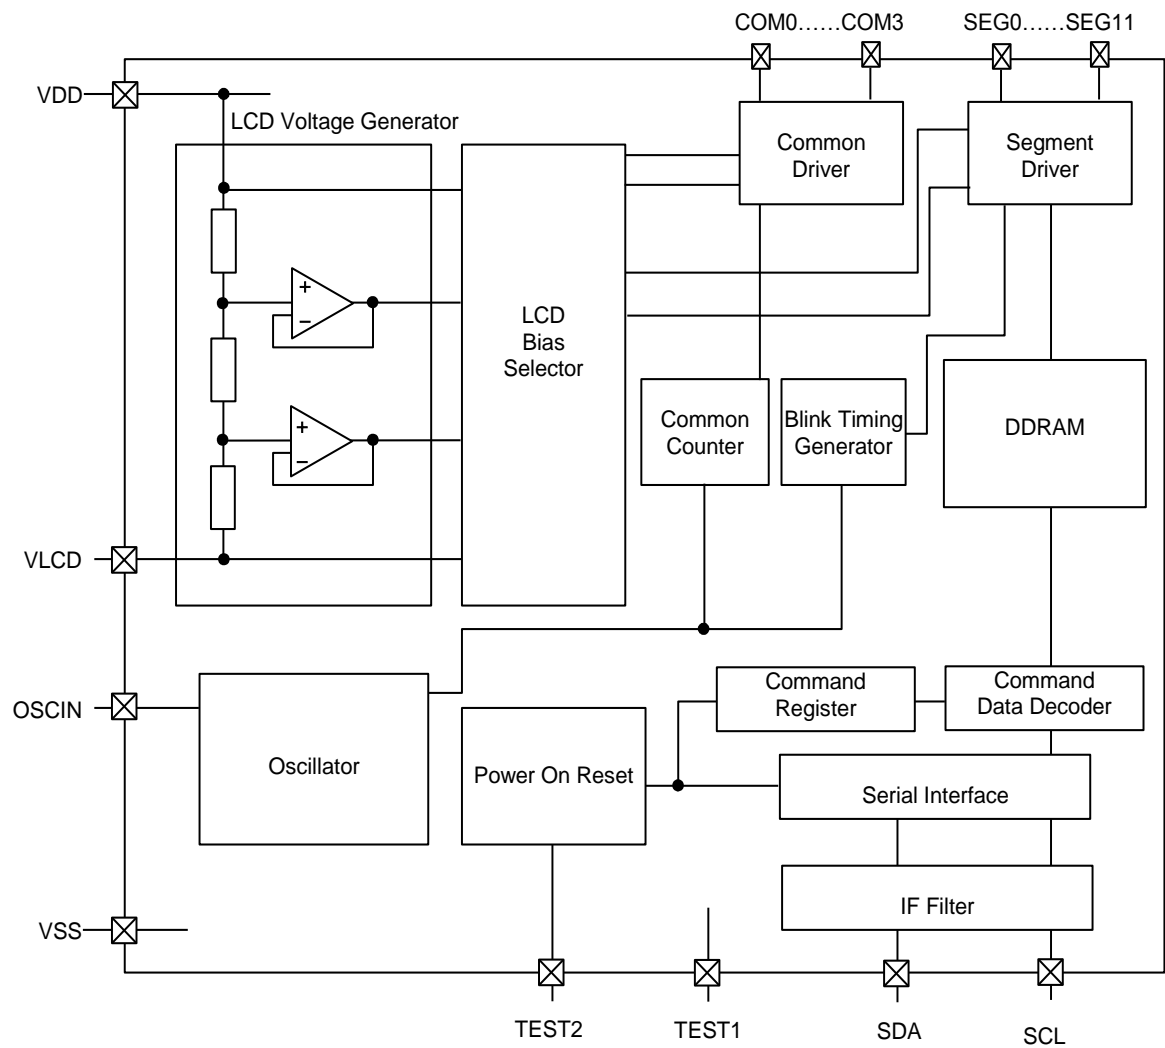 COM0……COM3
SEG0……SEG11
VDD
LCD Voltage Generator
Common
Driver
Segment
Driver
+
−
LCD
Bias
Selector
+
−
Common
Counter
Blink Timing
Generator
DDRAM
VLCD
OSCIN
Oscillator
Power On Reset
Command
Register
Command
Data Decoder
Serial Interface
IF Filter
VSS
TEST2
TEST1
SDA
SCL